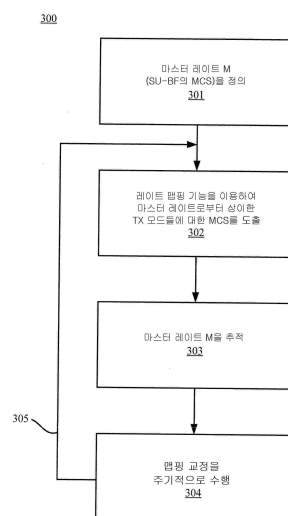 300
마스터 레이트 M
(SU-BF의 MCS)을 정의
301
레이트 맵핑 기능을 이용하여
마스터 레이트로부터 상이한
TX 모드들에 대한 MCS를 도출
302
마스터 레이트 M을 추적
303
305
맵핑 교정을
주기적으로 수행
304